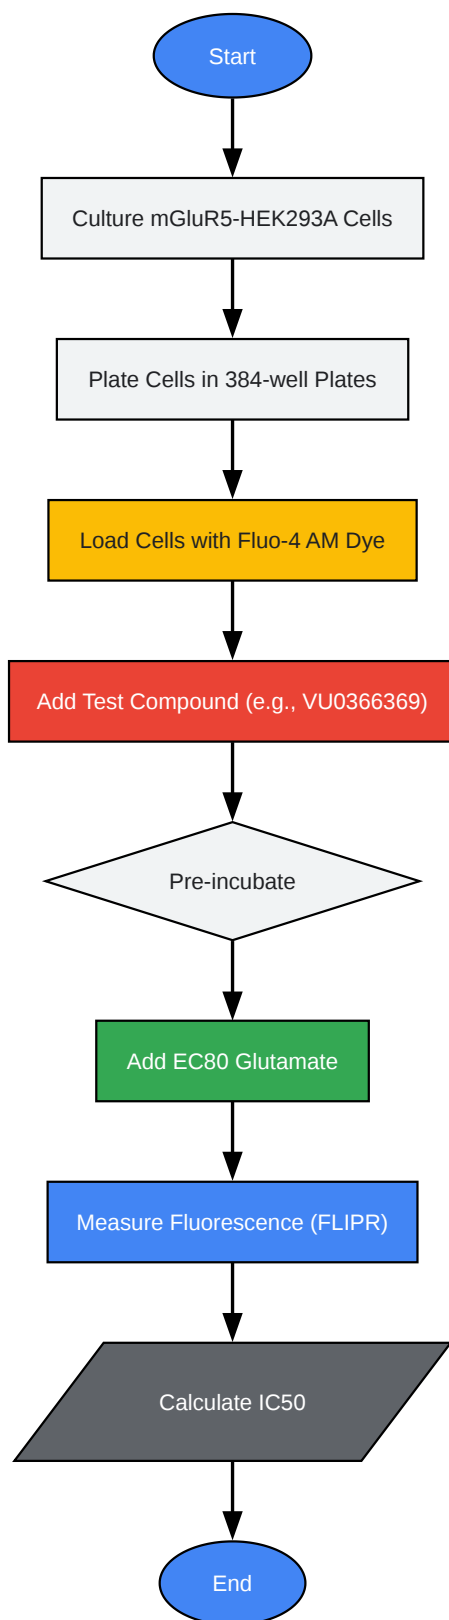 Start
Culture mGluR5-HEK293A Cells
Plate Cells in 384-well Plates
Load Cells with Fluo-4 AM Dye
Add Test Compound (e.g., VU0366369)
Pre-incubate
Add EC80 Glutamate
Measure Fluorescence (FLIPR)
Calculate IC50
End